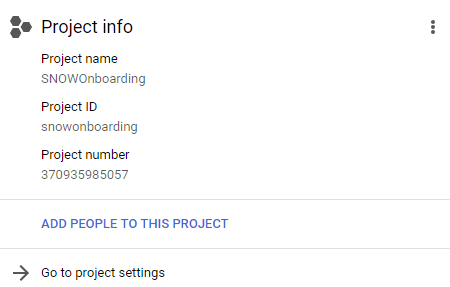 Project info
Project name
SNOWOnboarding
Project ID
snowonboarding
Project number
370935985057
ADD PEOPLE TO THIS PROJECT
Go to project settings